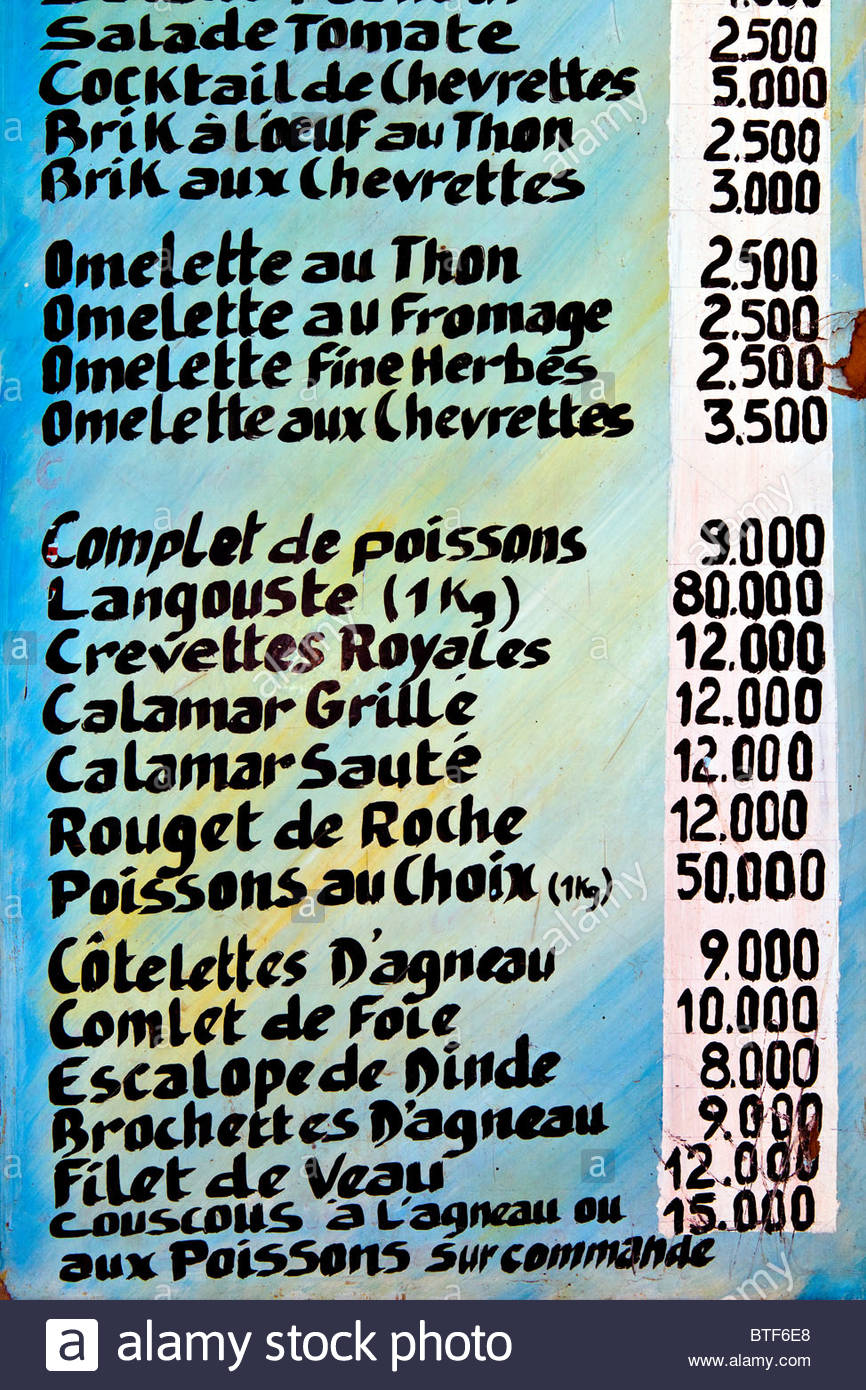 Salade Tomate 2.500
Cocktail de Chevrettes 5.000
Brik à L'oeuf au Thon 2.500
Brik aux Chevrettes 3.000
Omelette au Thon 2.500
Omelette au Fromage 2.500
Omelette Fine Herbes 2.500
Omelette aux Chevrettes 3.500
Complet de poissons 9.000
Langouste (1Kg) 80.000
Crevettes Royales 12.000
Calamar Grillé 12.000
Calamar Sauté 12.000
Rouget de Roche 12.000
Poissons au Choix (1Kg) 50.000
Côtelettes D'agneau 9.000
Comlet de Foie 10.000
Escalope de Dinde 8.000
Brochettes D'agneau 9.000
Filet de Veau 12.000
Couscous à L'agneau ou 15.000
aux Poissons sur commande
a alamy stock photo
BTF6E8
www.alamy.com